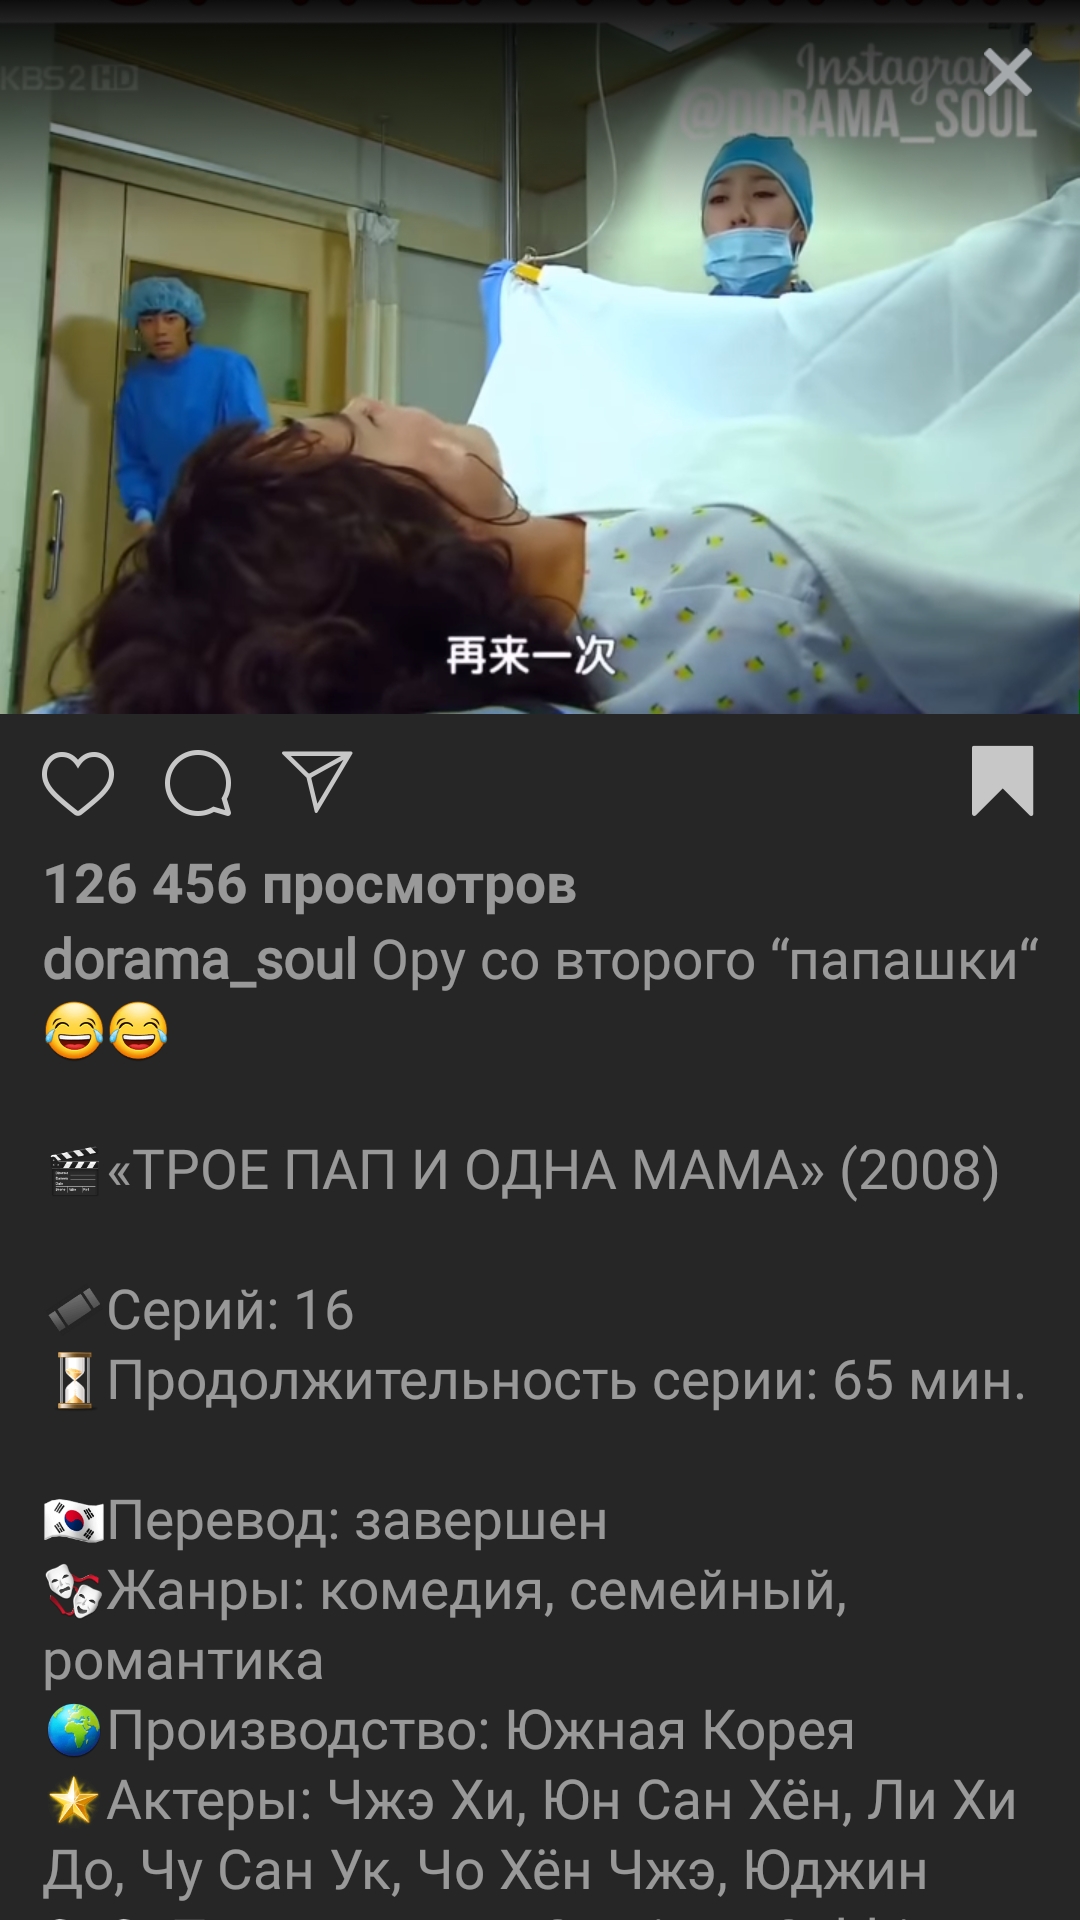 KBS2 HD
Instagram
@DORAMA_SOUL
再来一次
126 456 просмотров
dorama_soul Ору со второго “папашки“
😂😂
🎬«ТРОЕ ПАП И ОДНА МАМА» (2008)
Серий: 16
⏳Продолжительность серии: 65 мин.
🇰🇷Перевод: завершен
🎭Жанры: комедия, семейный,
романтика
🌍Производство: Южная Корея
⭐Актеры: Чжэ Хи, Юн Сан Хён, Ли Хи
До, Чу Сан Ук, Чо Хён Чжэ, Юджин